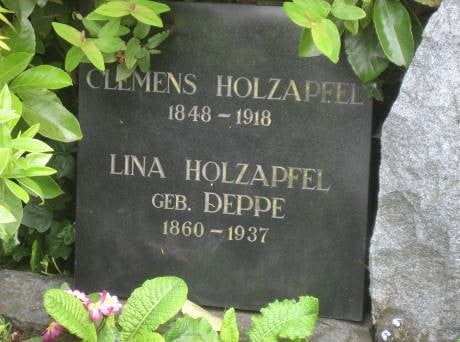 CLEMENS HOLZAPFEL
1848 – 1918
LINA HOLZAPFEL
GEB. DEPPE
1860 – 1937